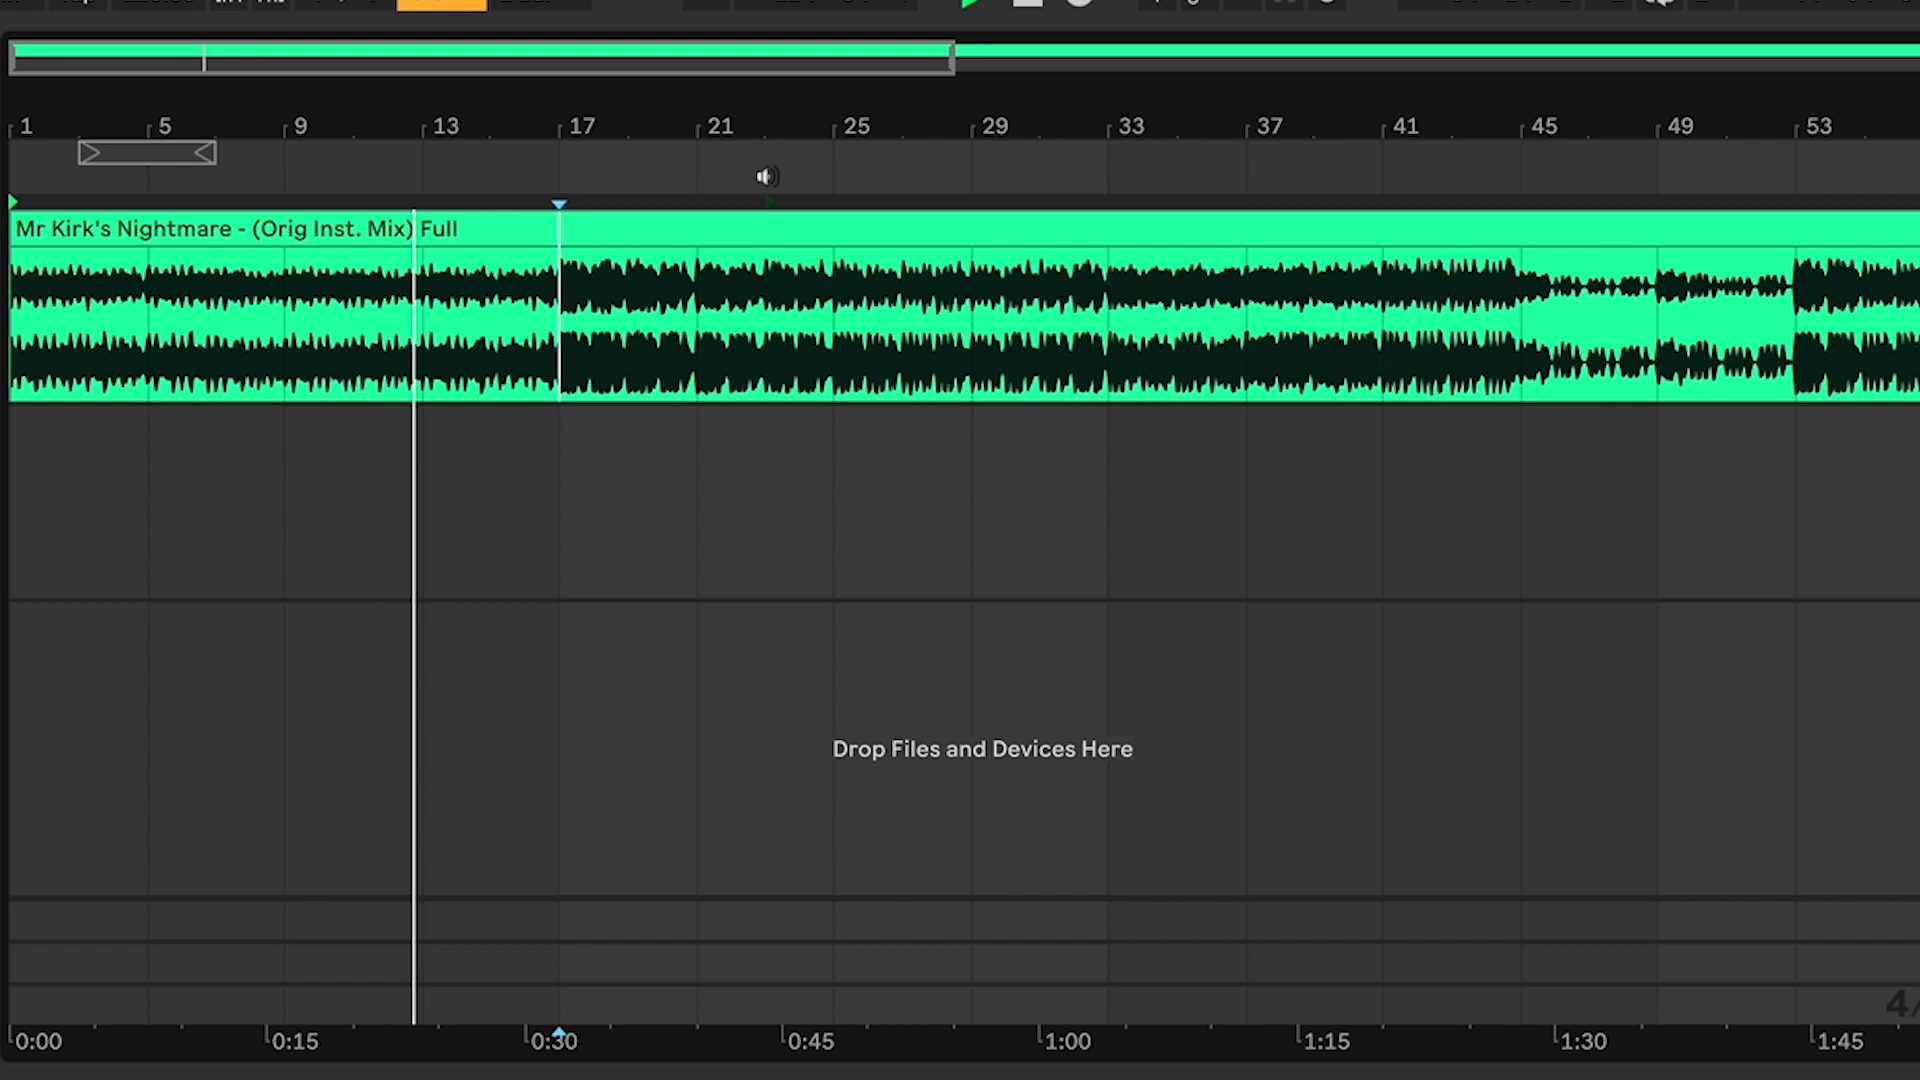 1 5 9 13 17 21 25 29 33 37 41 45 49 53
Mr Kirk's Nightmare - (Orig Inst. Mix) Full
Drop Files and Devices Here
0:00 0:15 0:30 0:45 1:00 1:15 1:30 1:45